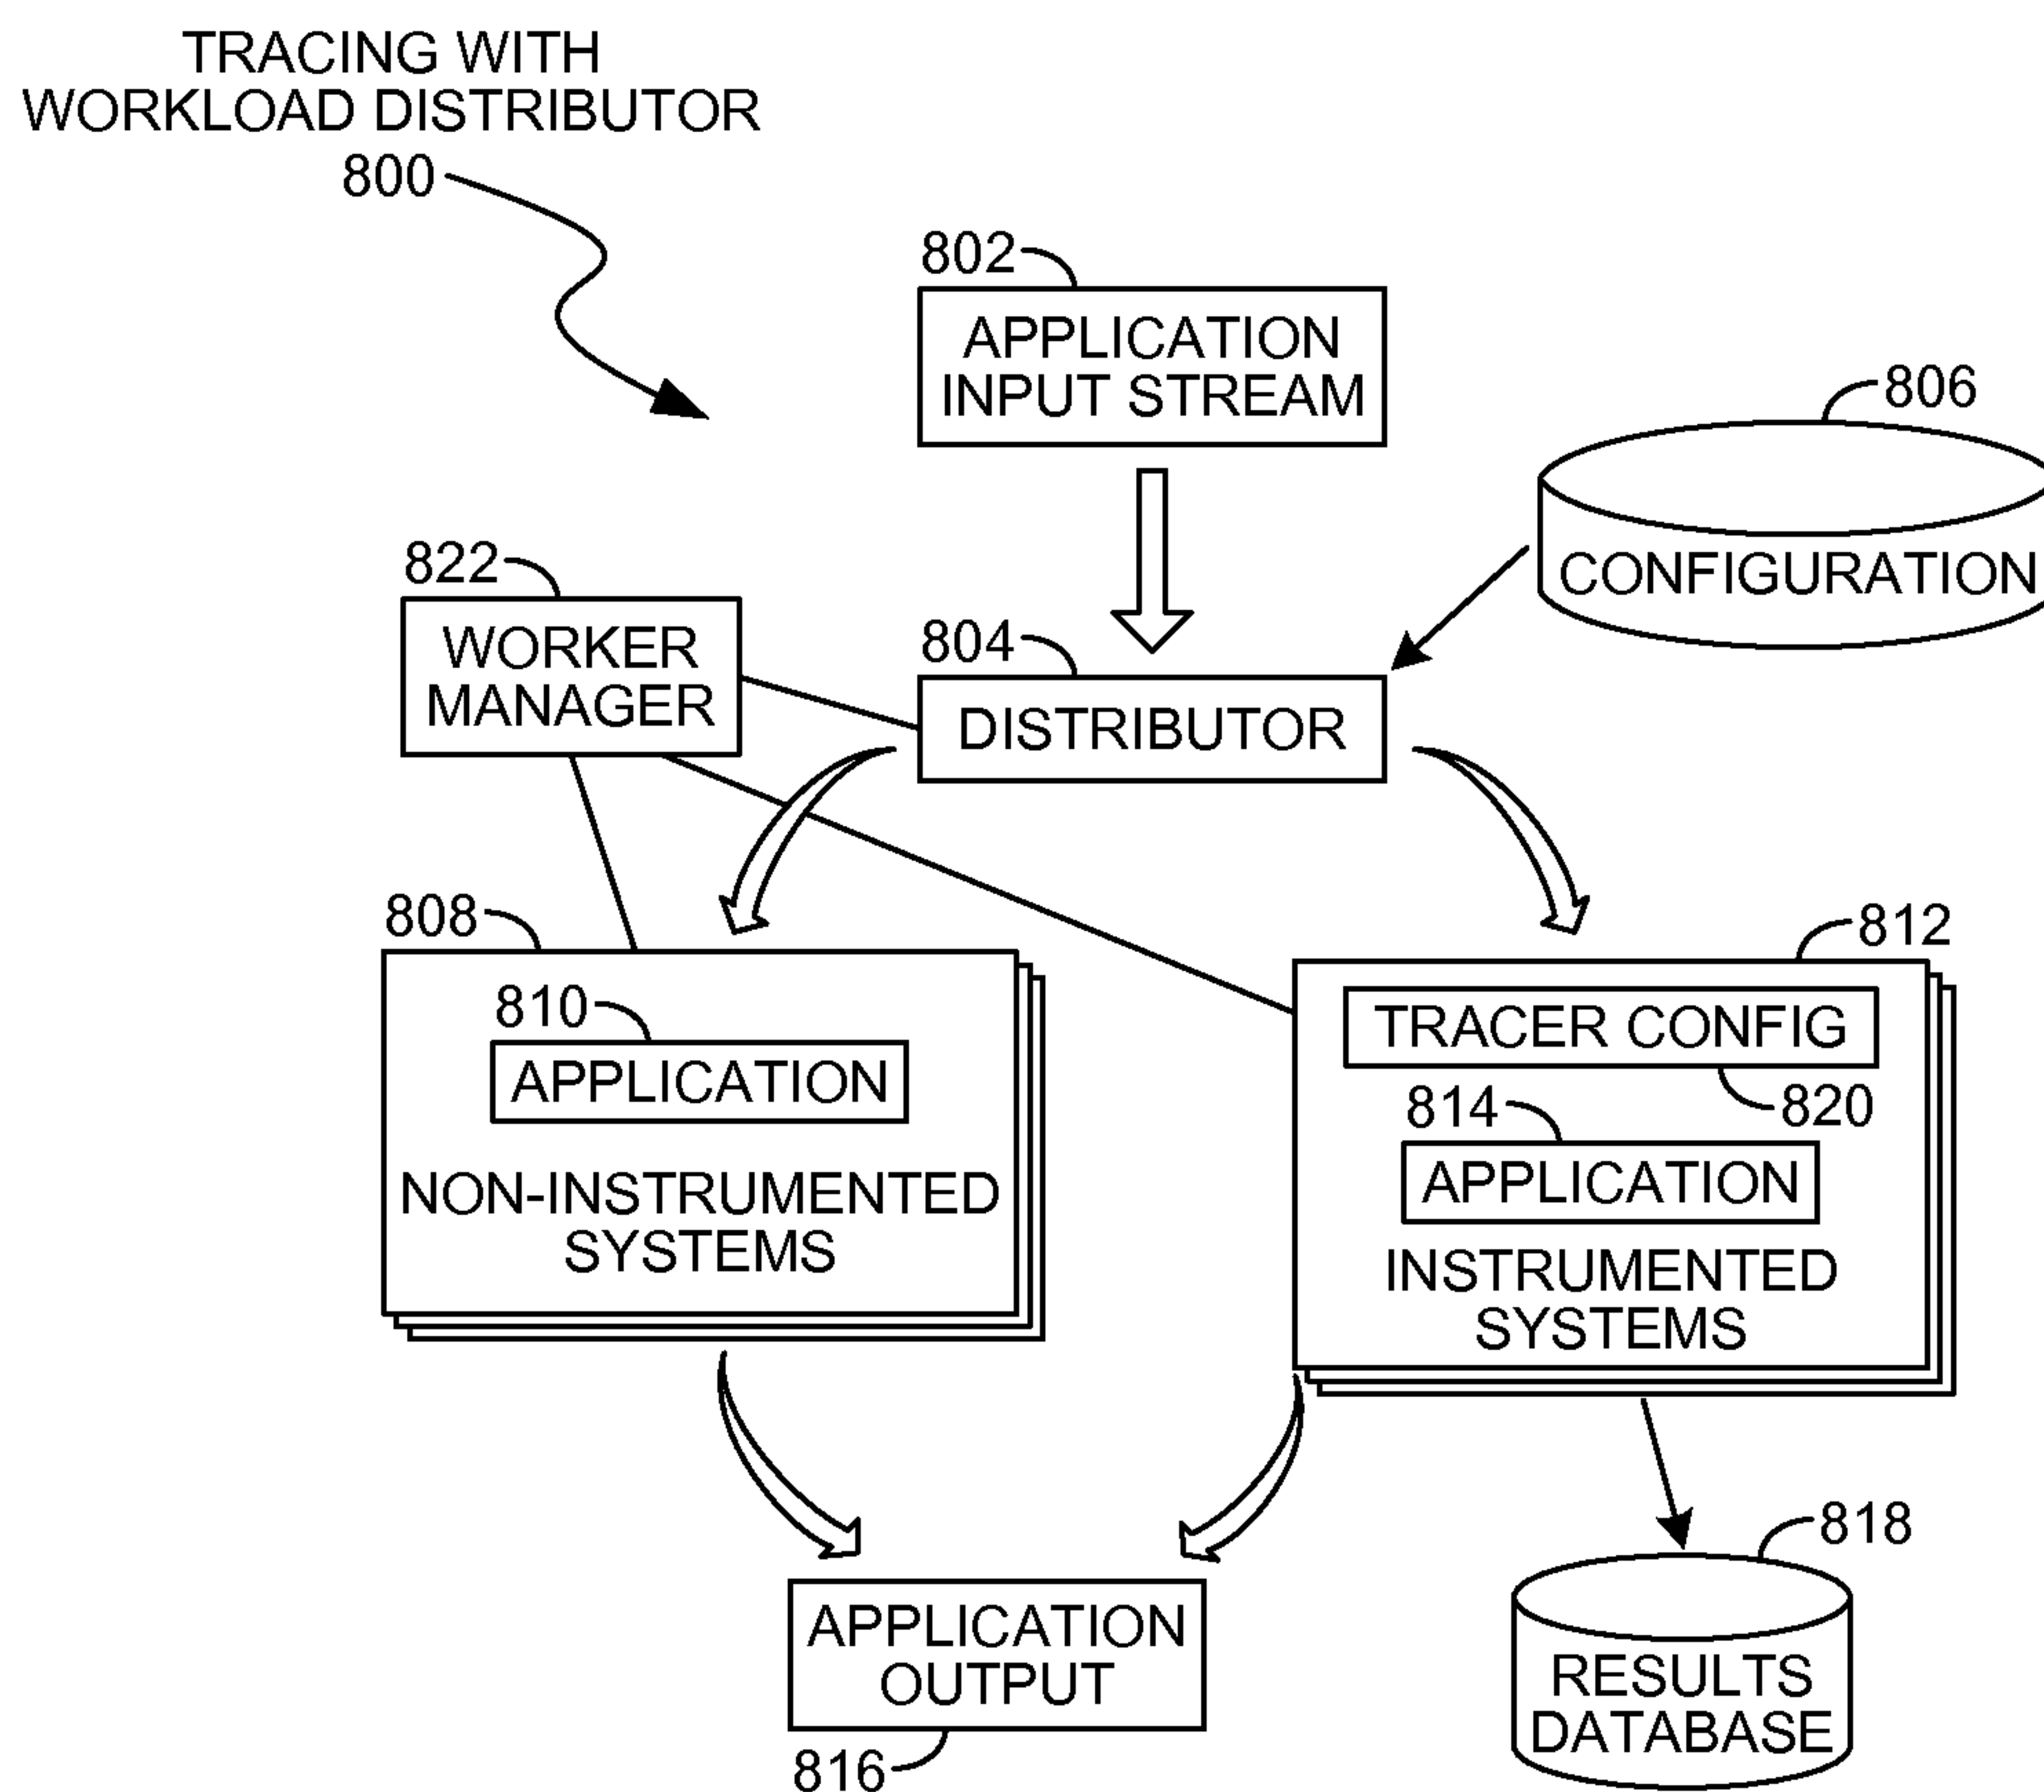 TRACING WITH
WORKLOAD DISTRIBUTOR
800
802
APPLICATION
INPUT STREAM
806
CONFIGURATION
822
WORKER
MANAGER
804
DISTRIBUTOR
808
810
APPLICATION
NON-INSTRUMENTED
SYSTEMS
812
TRACER CONFIG
820
814
APPLICATION
INSTRUMENTED
SYSTEMS
818
RESULTS
DATABASE
APPLICATION
OUTPUT
816